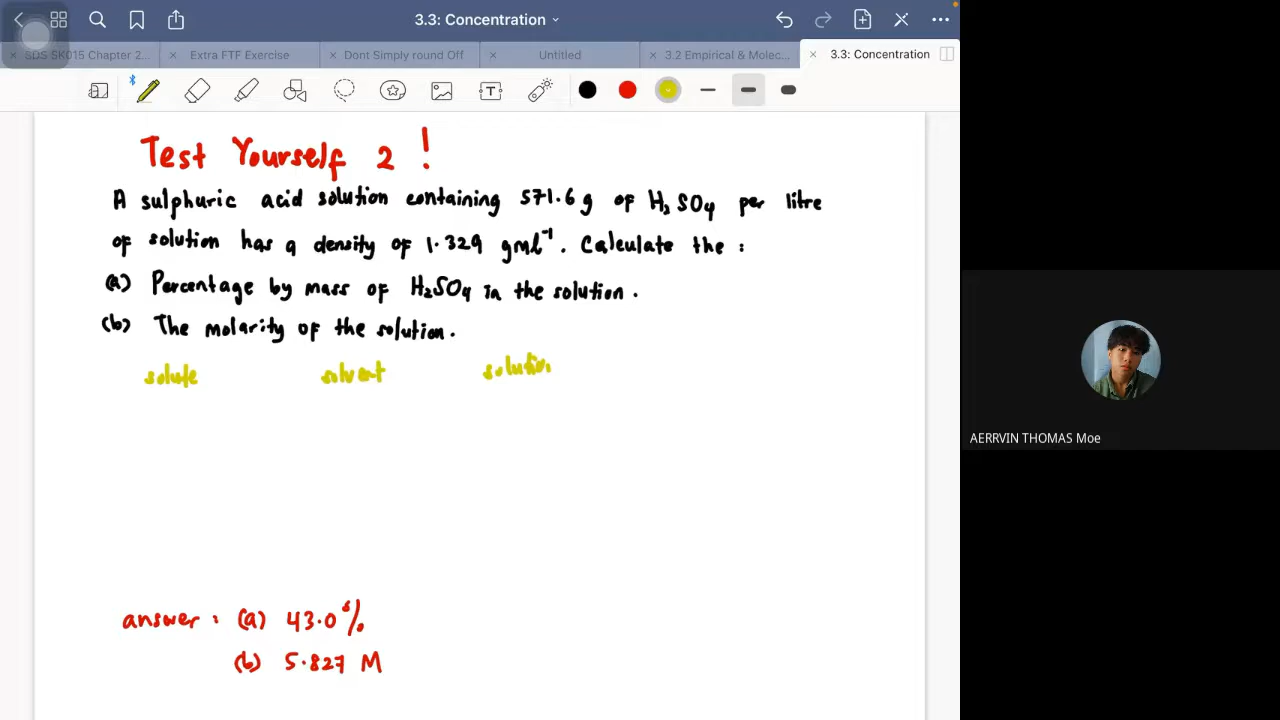 3.3: Concentration
SDS SK015 Chapter 2...
Extra FTF Exercise
Dont Simply round Off
Untitled
3.2 Empirical & Molec...
3.3: Concentration
Test Yourself 2 !
A sulphuric acid solution containing 571.6g of H₂SO₄ per litre
of solution has a density of 1.329 gml⁻¹. Calculate the :
(a) Percentage by mass of H₂SO₄ in the solution.
(b) The molarity of the solution.
solute solvent solution
AERRVIN THOMAS Moe
answer : (a) 43.0%
(b) 5.827 M